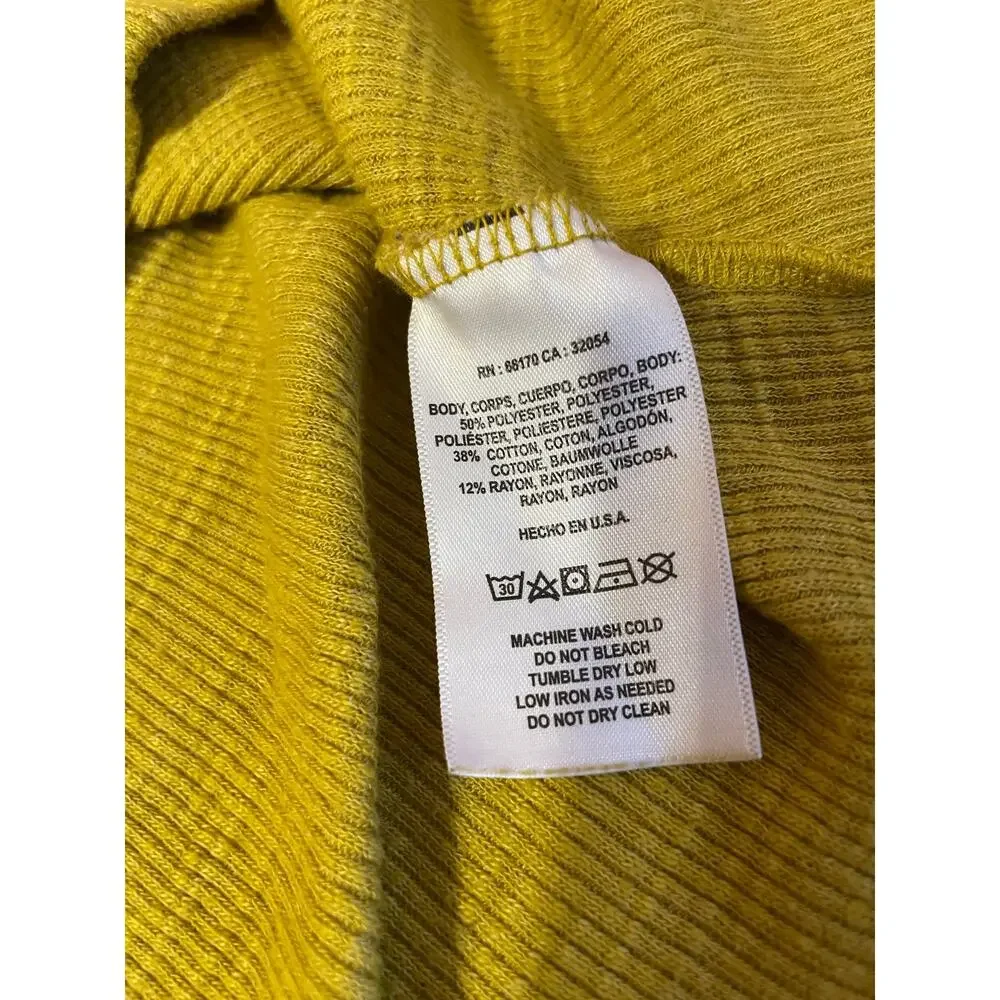 RN : 66170 CA : 32054
BODY, CORPS, CUERPO, CORPO, BODY:
50% POLYESTER, POLYESTER,
POLIÉSTER, POLIESTERE, POLYESTER
38% COTTON, COTON, ALGODÓN,
COTONE, BAUMWOLLE
12% RAYON, RAYONNE, VISCOSA,
RAYON, RAYON
HECHO EN U.S.A.
30
MACHINE WASH COLD
DO NOT BLEACH
TUMBLE DRY LOW
LOW IRON AS NEEDED
DO NOT DRY CLEAN